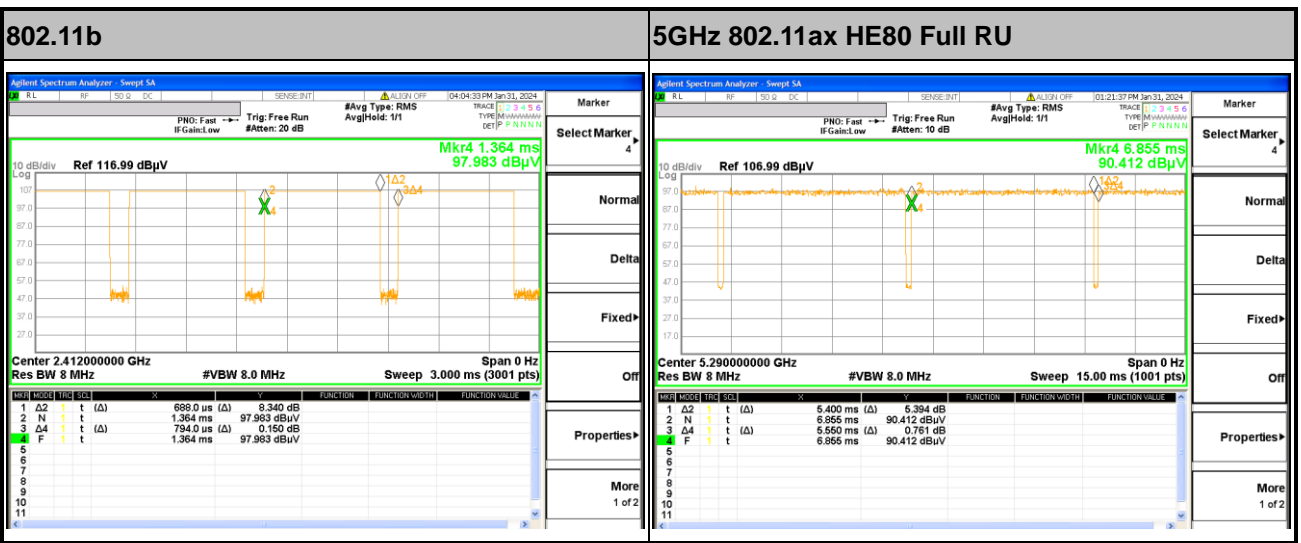 802.11b
Agilent Spectrum Analyzer - Swept SA
RL RF 50 Ω DC SENSE:INT ALIGN OFF 04:04:33 PM Jan 31, 2024
#Avg Type: RMS TRACE 1 2 3 4 5 6
PNO: Fast Trig: Free Run Avg|Hold: 1/1 TYPE M
IFGain:Low #Atten: 20 dB DET P P N N N N
Mkr4 1.364 ms
97.983 dBµV
10 dB/div Ref 116.99 dBµV
Log
107
97.0
87.0
77.0
67.0
57.0
47.0
37.0
27.0
1Δ2
2
3Δ4
4
Center 2.412000000 GHz Span 0 Hz
Res BW 8 MHz #VBW 8.0 MHz Sweep 3.000 ms (3001 pts)
MKR MODE TRC SCL X Y FUNCTION FUNCTION WIDTH FUNCTION VALUE
1 Δ2 1 t (Δ) 688.0 us (Δ) 8.340 dB
2 N 1 t 1.364 ms 97.983 dBµV
3 Δ4 1 t (Δ) 794.0 us (Δ) 0.150 dB
4 F 1 t 1.364 ms 97.983 dBµV
5
6
7
8
9
10
11
Marker
Select Marker
4
Normal
Delta
Fixed
Off
Properties
More
1 of 2
5GHz 802.11ax HE80 Full RU
Agilent Spectrum Analyzer - Swept SA
RL RF 50 Ω DC SENSE:INT ALIGN OFF 01:21:37 PM Jan 31, 2024
#Avg Type: RMS TRACE 1 2 3 4 5 6
PNO: Fast Trig: Free Run Avg|Hold: 1/1 TYPE M
IFGain:Low #Atten: 10 dB DET P P N N N N
Mkr4 6.855 ms
90.412 dBµV
10 dB/div Ref 106.99 dBµV
Log
97.0
87.0
77.0
67.0
57.0
47.0
37.0
27.0
17.0
1Δ2
2
3Δ4
4
Center 5.290000000 GHz Span 0 Hz
Res BW 8 MHz #VBW 8.0 MHz Sweep 15.00 ms (1001 pts)
MKR MODE TRC SCL X Y FUNCTION FUNCTION WIDTH FUNCTION VALUE
1 Δ2 1 t (Δ) 5.400 ms (Δ) 5.394 dB
2 N 1 t 6.855 ms 90.412 dBµV
3 Δ4 1 t (Δ) 5.550 ms (Δ) 0.761 dB
4 F 1 t 6.855 ms 90.412 dBµV
5
6
7
8
9
10
11
Marker
Select Marker
4
Normal
Delta
Fixed
Off
Properties
More
1 of 2